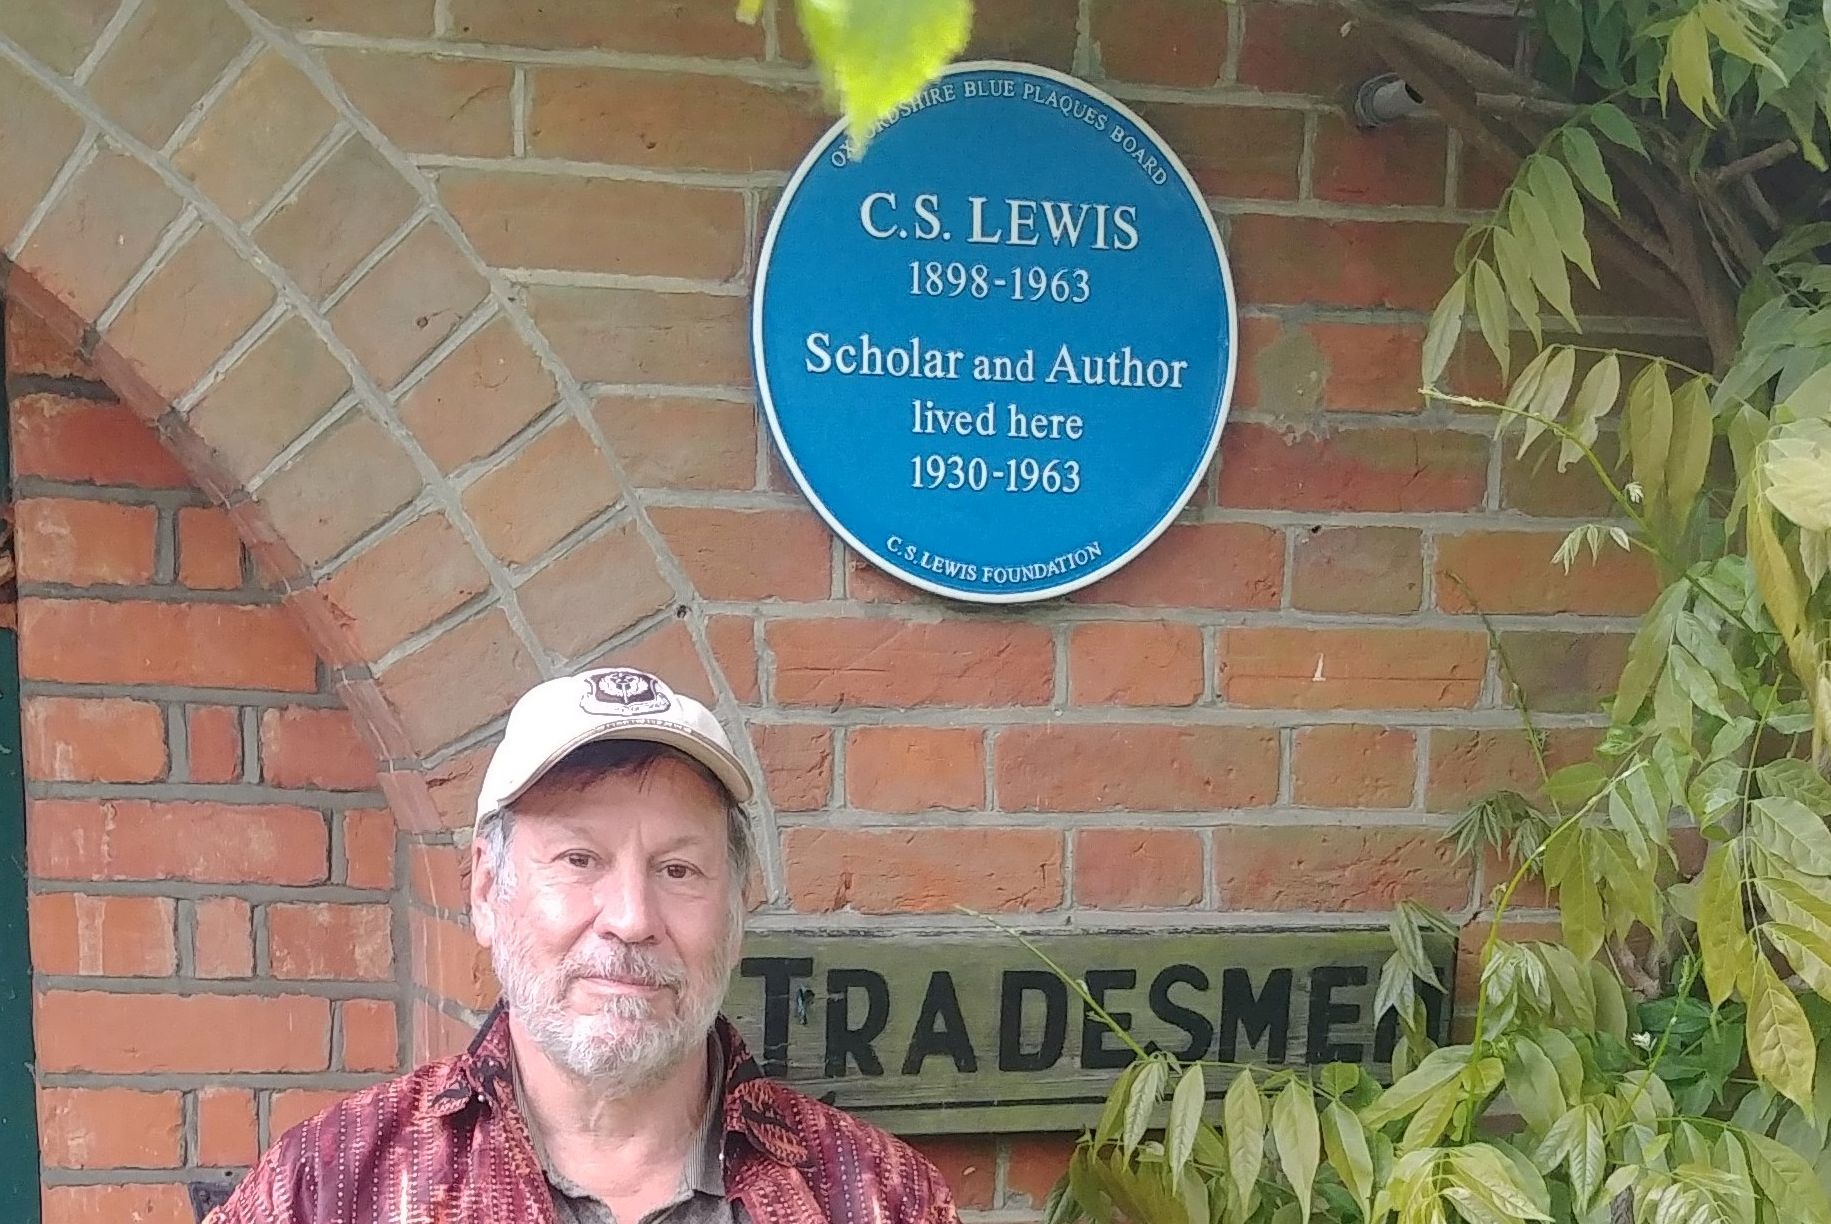 OXFORDSHIRE BLUE PLAQUES BOARD
C.S. LEWIS
1898-1963
Scholar and Author
lived here
1930-1963
C.S. LEWIS FOUNDATION
TRADESMEN